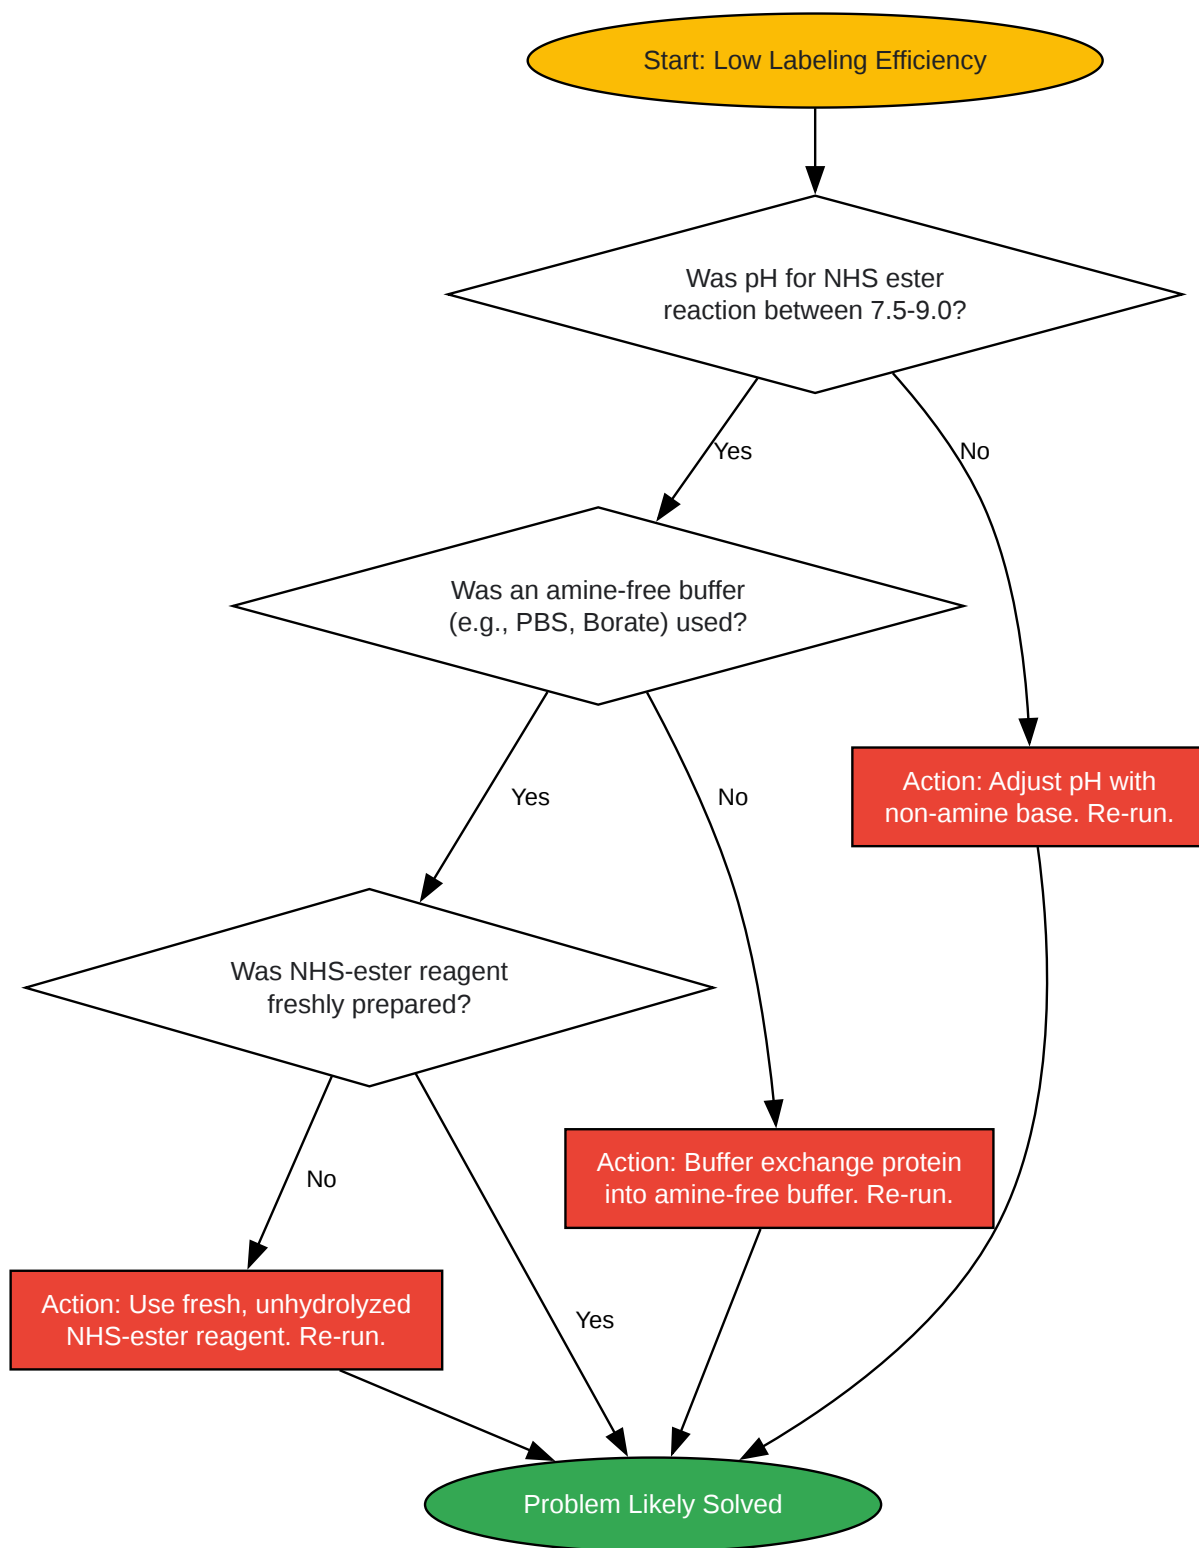 Start: Low Labeling Efficiency
Was pH for NHS ester
reaction between 7.5-9.0?
Yes
No
Was an amine-free buffer
(e.g., PBS, Borate) used?
Yes
No
Action: Adjust pH with
non-amine base. Re-run.
Was NHS-ester reagent
freshly prepared?
No
Yes
Action: Buffer exchange protein
into amine-free buffer. Re-run.
Action: Use fresh, unhydrolyzed
NHS-ester reagent. Re-run.
Problem Likely Solved